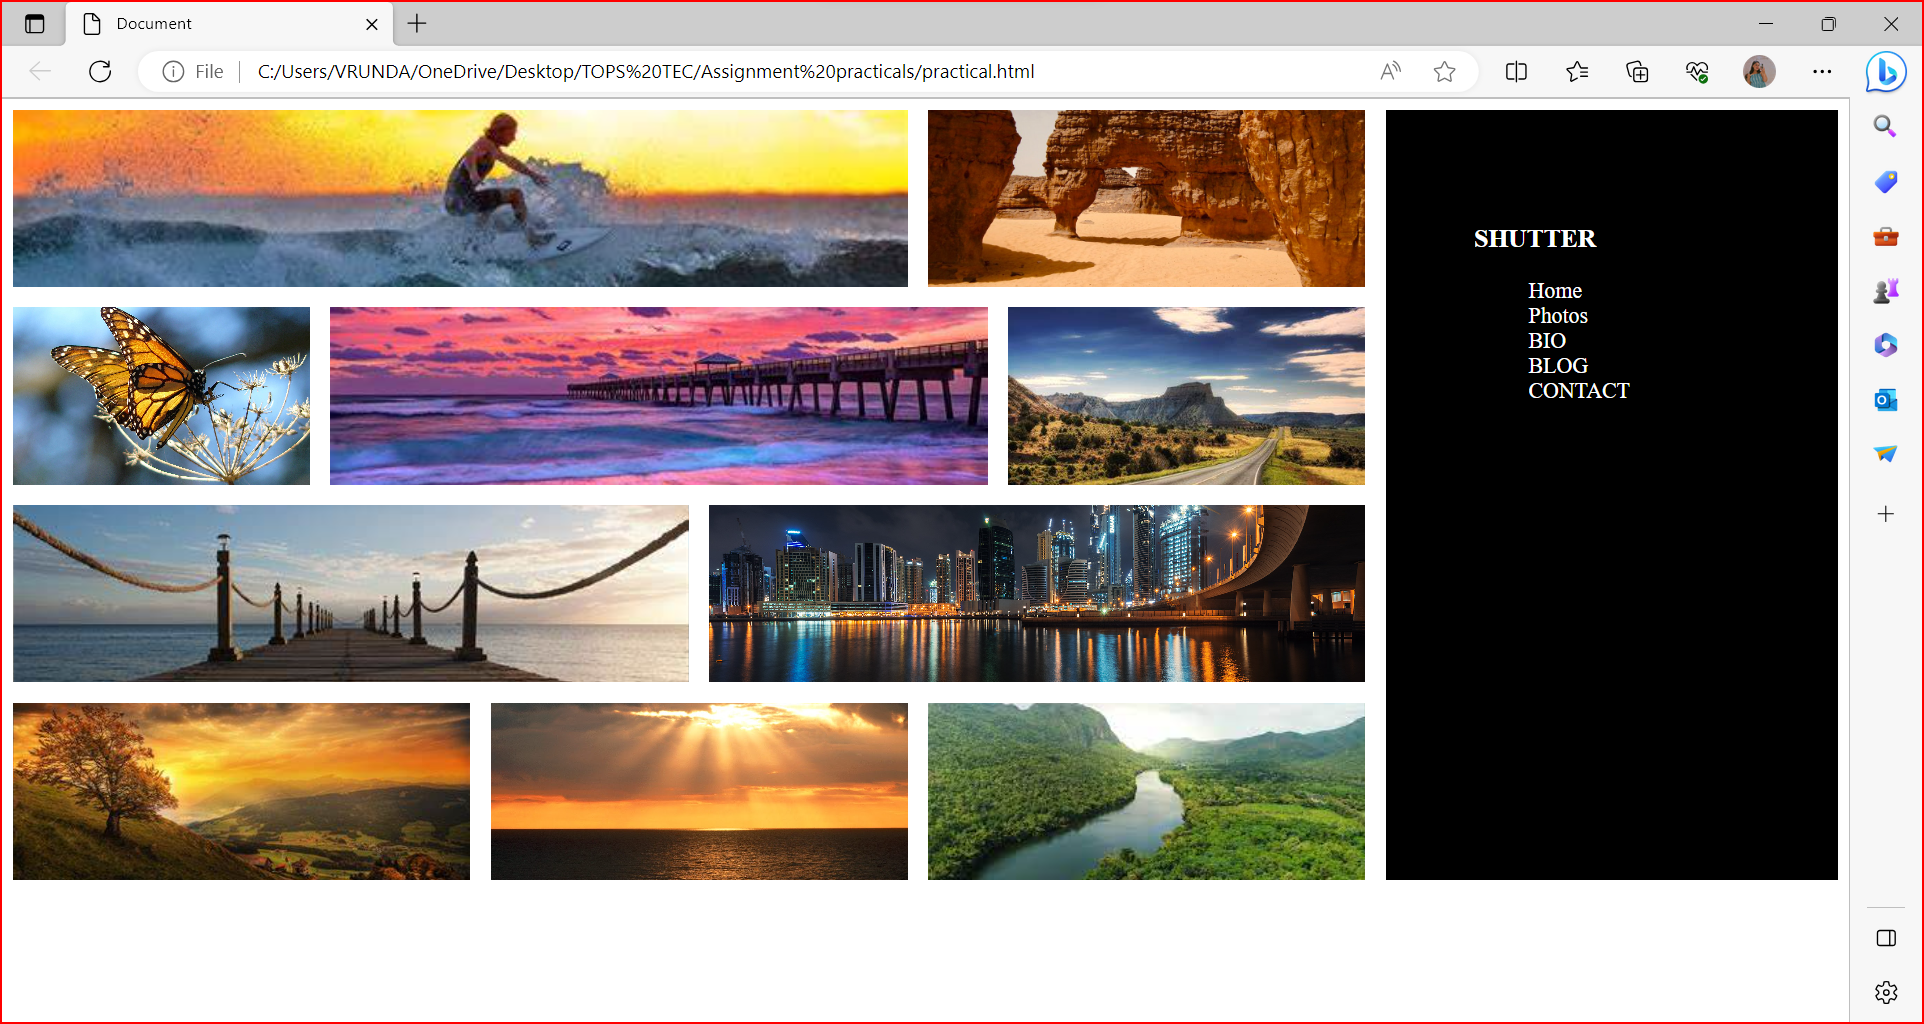 Document
File
C:/Users/VRUNDA/OneDrive/Desktop/TOPS%20TEC/Assignment%20practicals/practical.html
SHUTTER
Home
Photos
BIO
BLOG
CONTACT